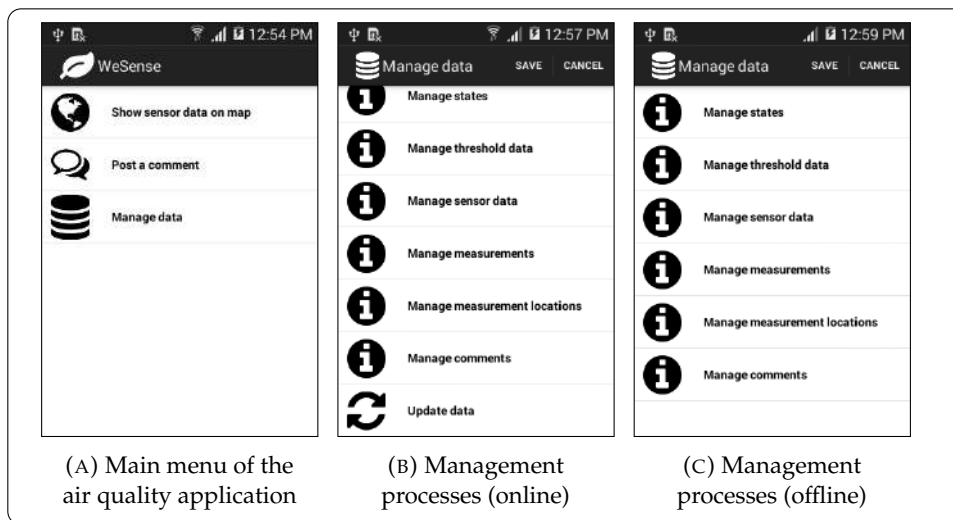 12:54 PM
WeSense
Show sensor data on map
Post a comment
Manage data
(A) Main menu of the
air quality application
12:57 PM
Manage data SAVE CANCEL
Manage states
Manage threshold data
Manage sensor data
Manage measurements
Manage measurement locations
Manage comments
Update data
(B) Management
processes (online)
12:59 PM
Manage data SAVE CANCEL
Manage states
Manage threshold data
Manage sensor data
Manage measurements
Manage measurement locations
Manage comments
(C) Management
processes (offline)